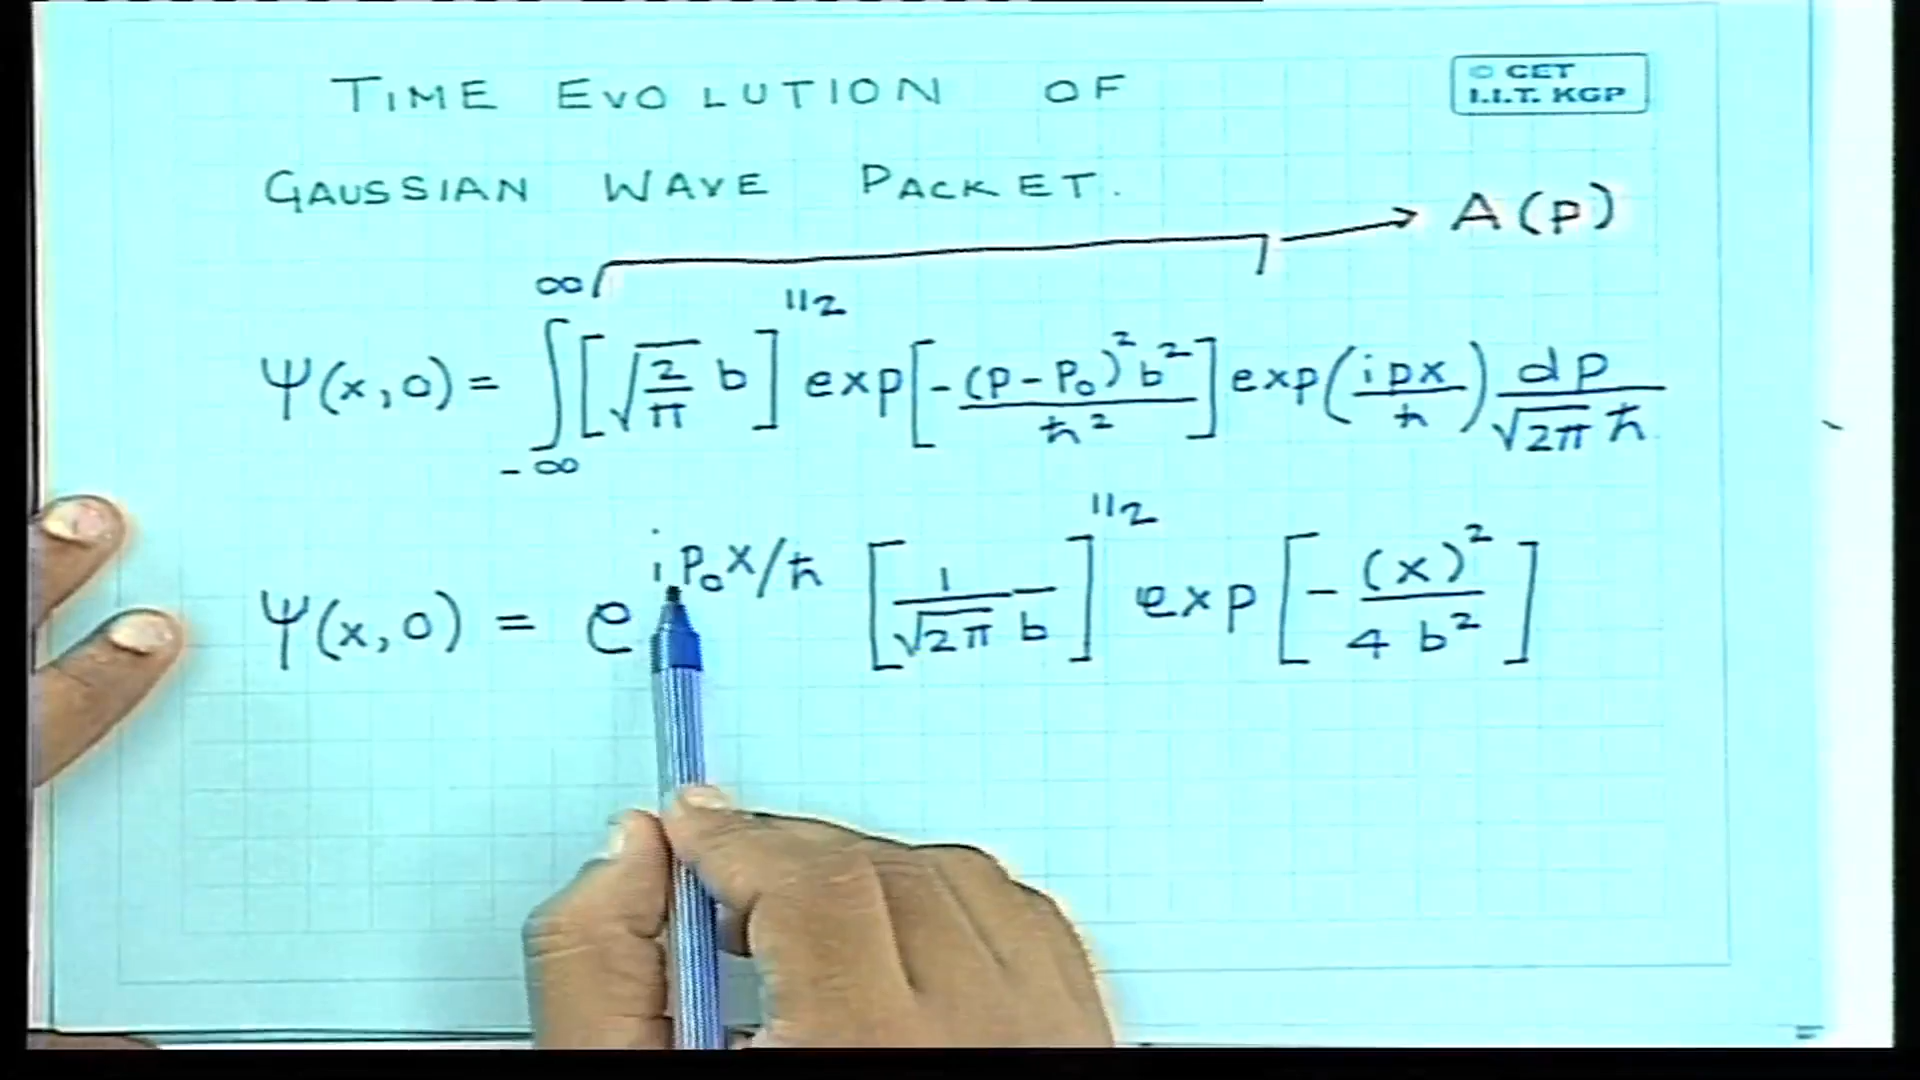 TIME EVOLUTION OF
© CET
I.I.T. KGP
GAUSSIAN WAVE PACKET.
A(p)
Ψ(x,0) = ∫_{-∞}^{∞} [√(2/π) b]^{1/2} exp[-(p-p₀)²b²/ħ²] exp(ipx/ħ) dp/(√2π ħ)
Ψ(x,0) = e^{ip₀x/ħ} [1/(√2π b)]^{1/2} exp[-(x)²/(4b²)]